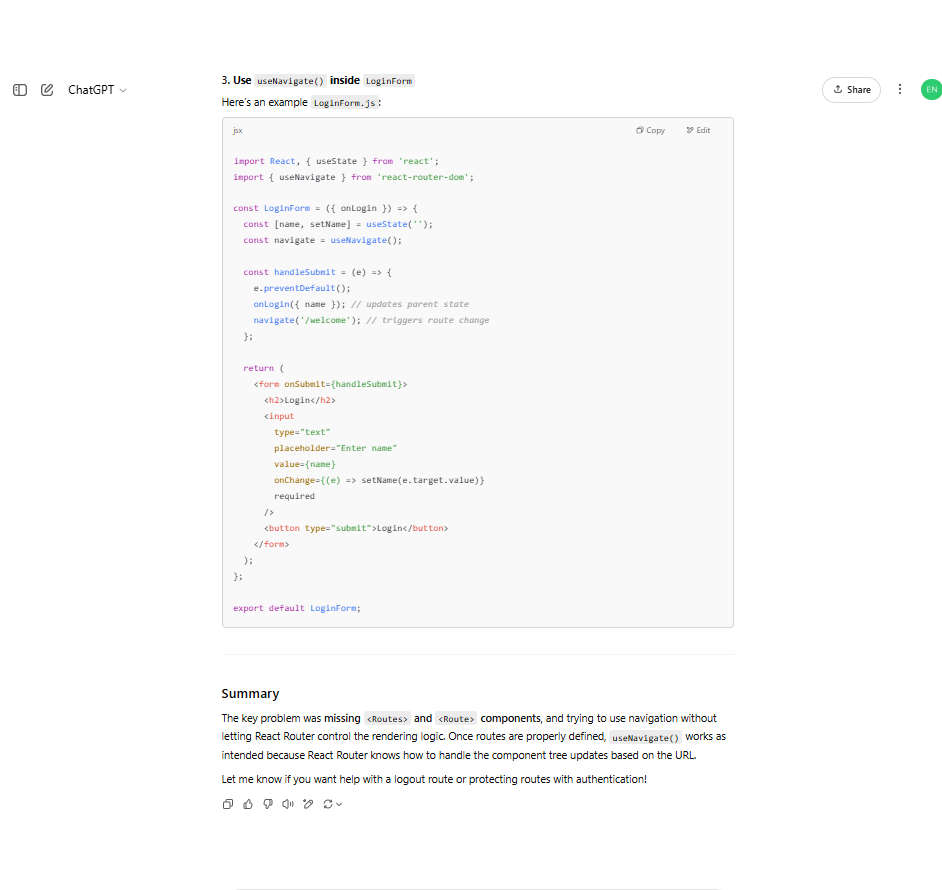 ChatGPT
Share
EN
3. Use useNavigate() inside LoginForm
Here's an example LoginForm.js:
jsx
Copy
Edit
import React, { useState } from 'react';
import { useNavigate } from 'react-router-dom';
const LoginForm = ({ onLogin }) => {
const [name, setName] = useState('');
const navigate = useNavigate();
const handleSubmit = (e) => {
e.preventDefault();
onLogin({ name }); // updates parent state
navigate('/welcome'); // triggers route change
};
return (
<form onSubmit={handleSubmit}>
<h2>Login</h2>
<input
type="text"
placeholder="Enter name"
value={name}
onChange={(e) => setName(e.target.value)}
required
/>
<button type="submit">Login</button>
</form>
);
};
export default LoginForm;
Summary
The key problem was missing <Routes> and <Route> components, and trying to use navigation without
letting React Router control the rendering logic. Once routes are properly defined, useNavigate() works as
intended because React Router knows how to handle the component tree updates based on the URL.
Let me know if you want help with a logout route or protecting routes with authentication!